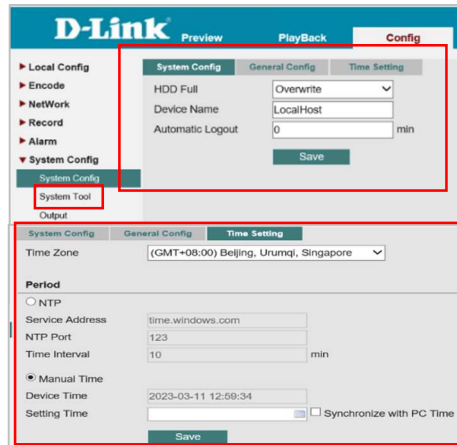 D-Link
Preview PlayBack Config
Local Config
Encode
NetWork
Record
Alarm
System Config
System Config
System Tool
Output
System Config General Config Time Setting
HDD Full Overwrite
Device Name LocalHost
Automatic Logout 0 min
Save
System Config General Config Time Setting
Time Zone (GMT+08:00) Beijing, Urumqi, Singapore
Period
NTP
Service Address time.windows.com
NTP Port 123
Time Interval 10 min
Manual Time
Device Time 2023-03-11 12:59:34
Setting Time Synchronize with PC Time
Save